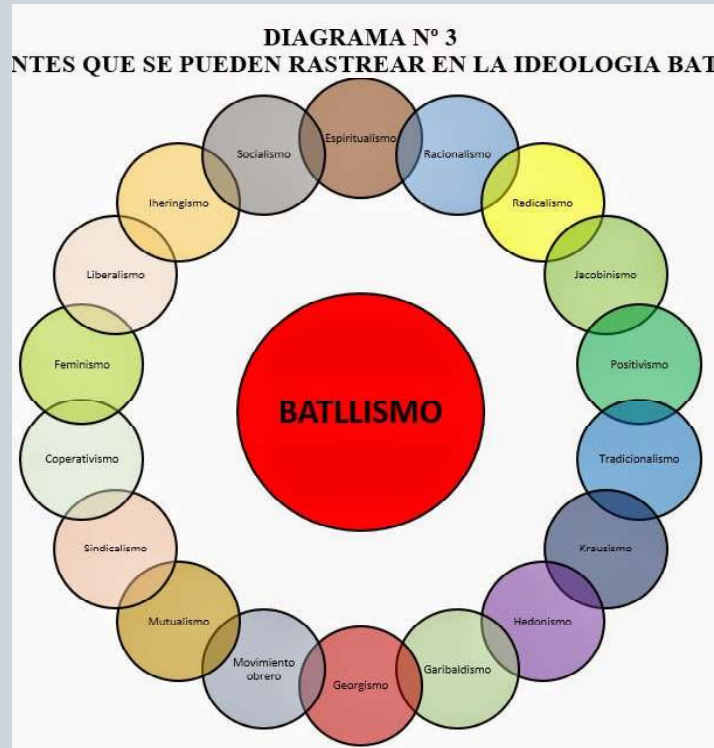 DIAGRAMA Nº 3
NTES QUE SE PUEDEN RASTREAR EN LA IDEOLOGIA BAT
Espiritualismo
Racionalismo
Radicalismo
Jacobinismo
Positivismo
Tradicionalismo
Krausismo
Hedonismo
Garibaldismo
Georgismo
Movimiento
obrero
Mutualismo
Sindicalismo
Coperativismo
Feminismo
Liberalismo
Iheringismo
Socialismo
BATLLISMO